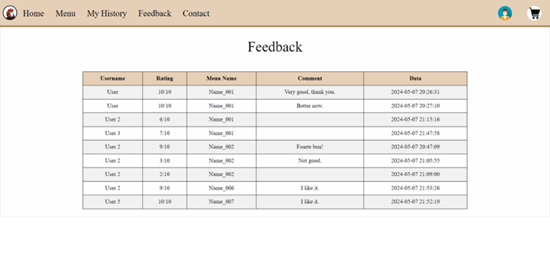 Home Menu My History Feedback Contact
Feedback
Username Rating Menu Name Comment Data
User 10/10 Name_001 Very good, thank you. 2024-05-07 20:26:31
User 10/10 Name_001 Better now. 2024-05-07 20:27:10
User 2 6/10 Name_001 2024-05-07 21:15:16
User 3 7/10 Name_001 2024-05-07 21:47:58
User 2 9/10 Name_002 Foarte bun! 2024-05-07 20:47:09
User 2 3/10 Name_002 Not good. 2024-05-07 21:05:55
User 2 2/10 Name_002 2024-05-07 21:09:00
User 2 9/10 Name_006 I like it. 2024-05-07 21:53:26
User 5 10/10 Name_007 I like it. 2024-05-07 21:52:19